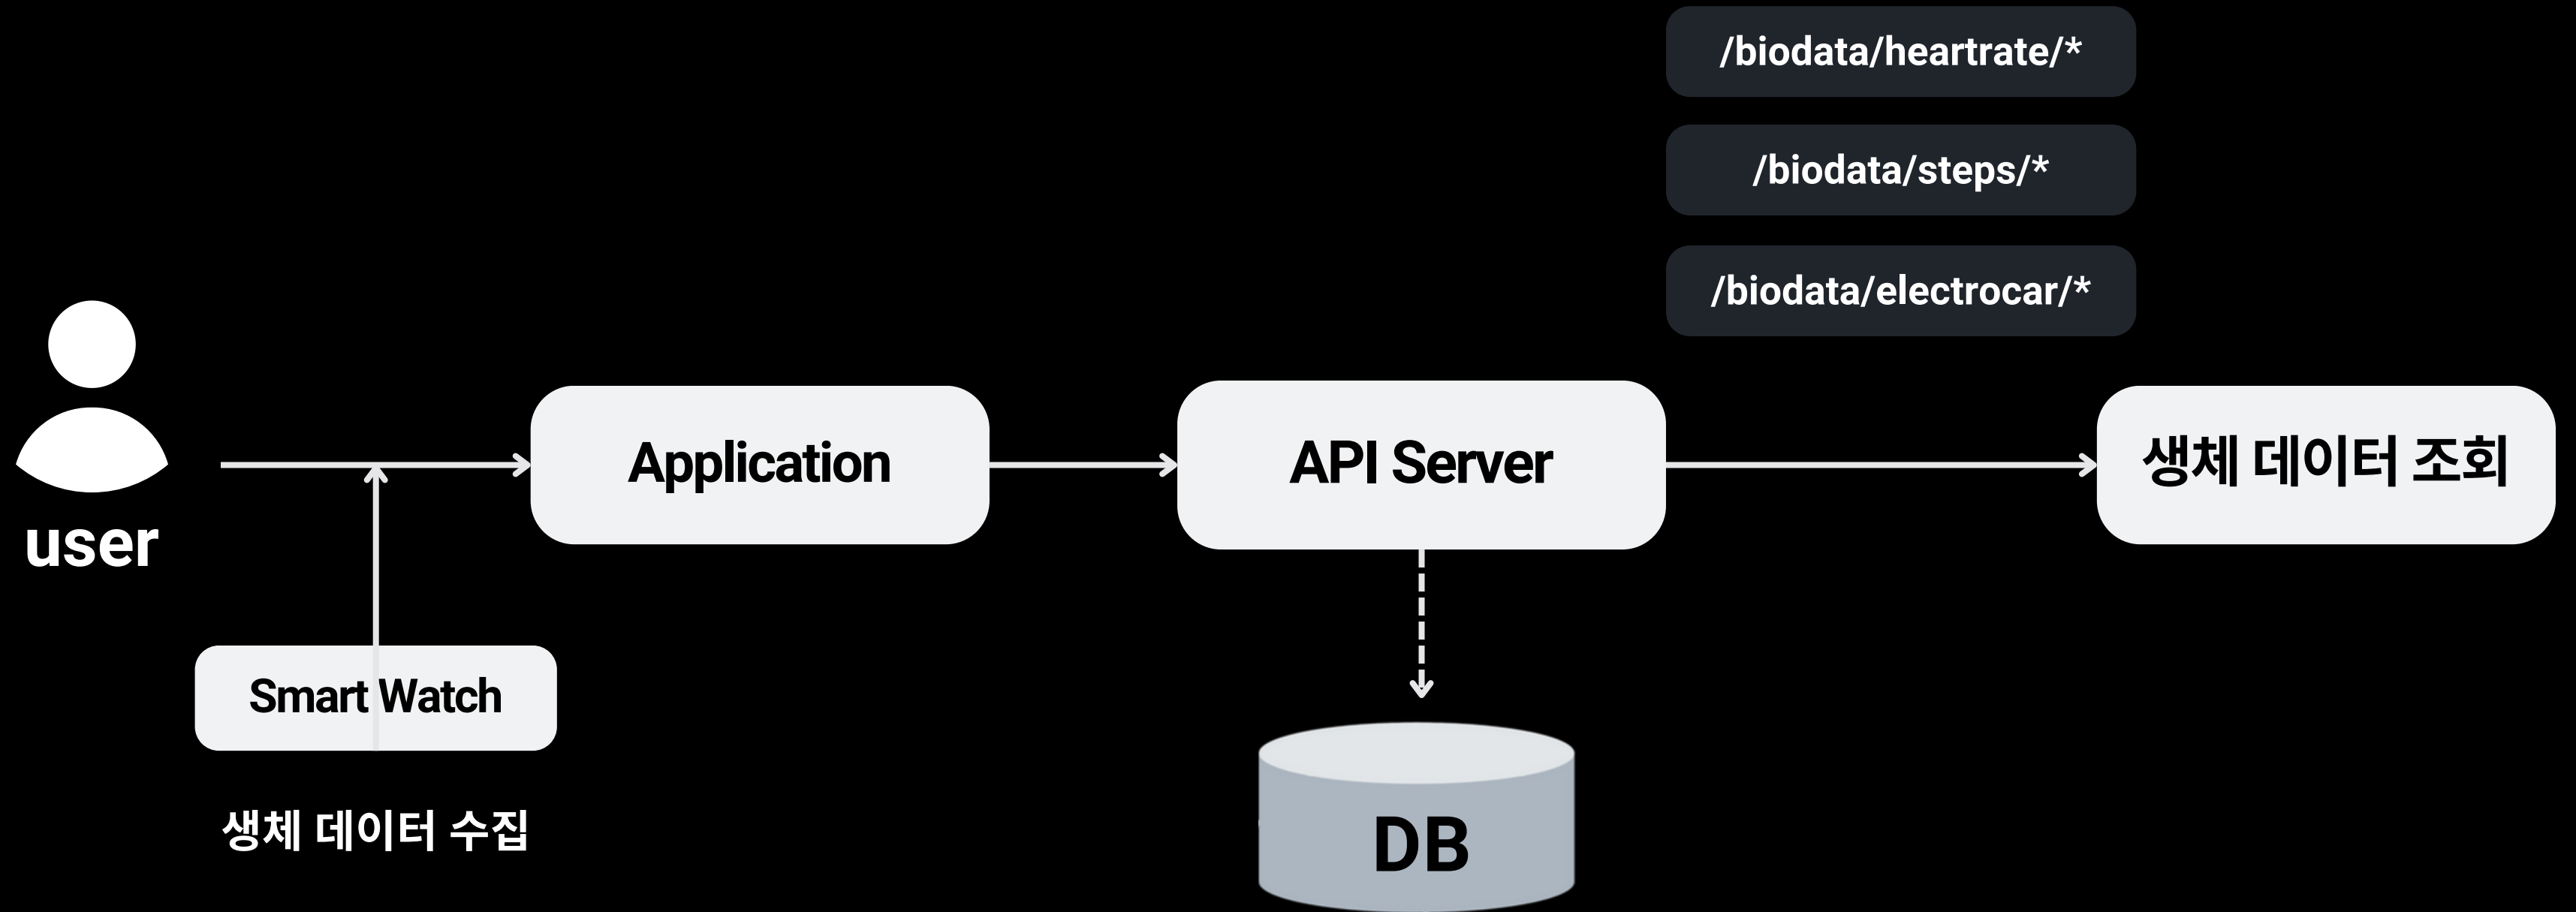 /biodata/heartrate/*
/biodata/steps/*
/biodata/electrocar/*
user
Application
API Server
생체 데이터 조회
Smart Watch
생체 데이터 수집
DB